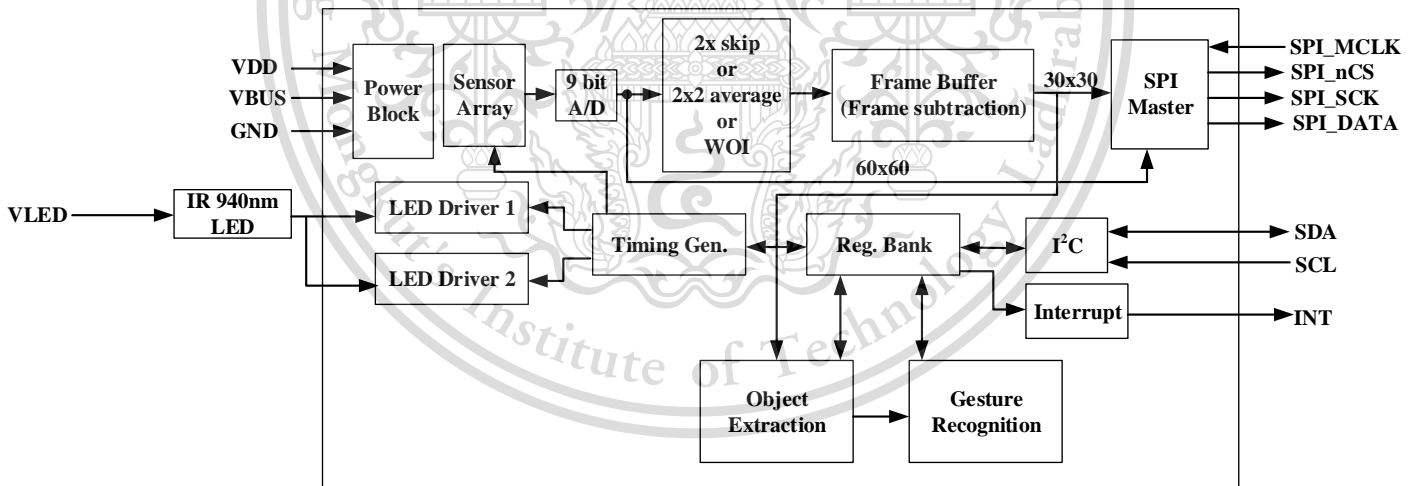 VDD
VBUS
GND
Power
Block
Sensor
Array
9 bit
A/D
2x skip
or
2x2 average
or
WOI
Frame Buffer
(Frame subtraction)
30x30
60x60
SPI
Master
SPI_MCLK
SPI_nCS
SPI_SCK
SPI_DATA
VLED
IR 940nm
LED
LED Driver 1
LED Driver 2
Timing Gen.
Reg. Bank
I²C
SDA
SCL
Interrupt
INT
Object
Extraction
Gesture
Recognition
Mongkut's Institute of Technology Ladkrab